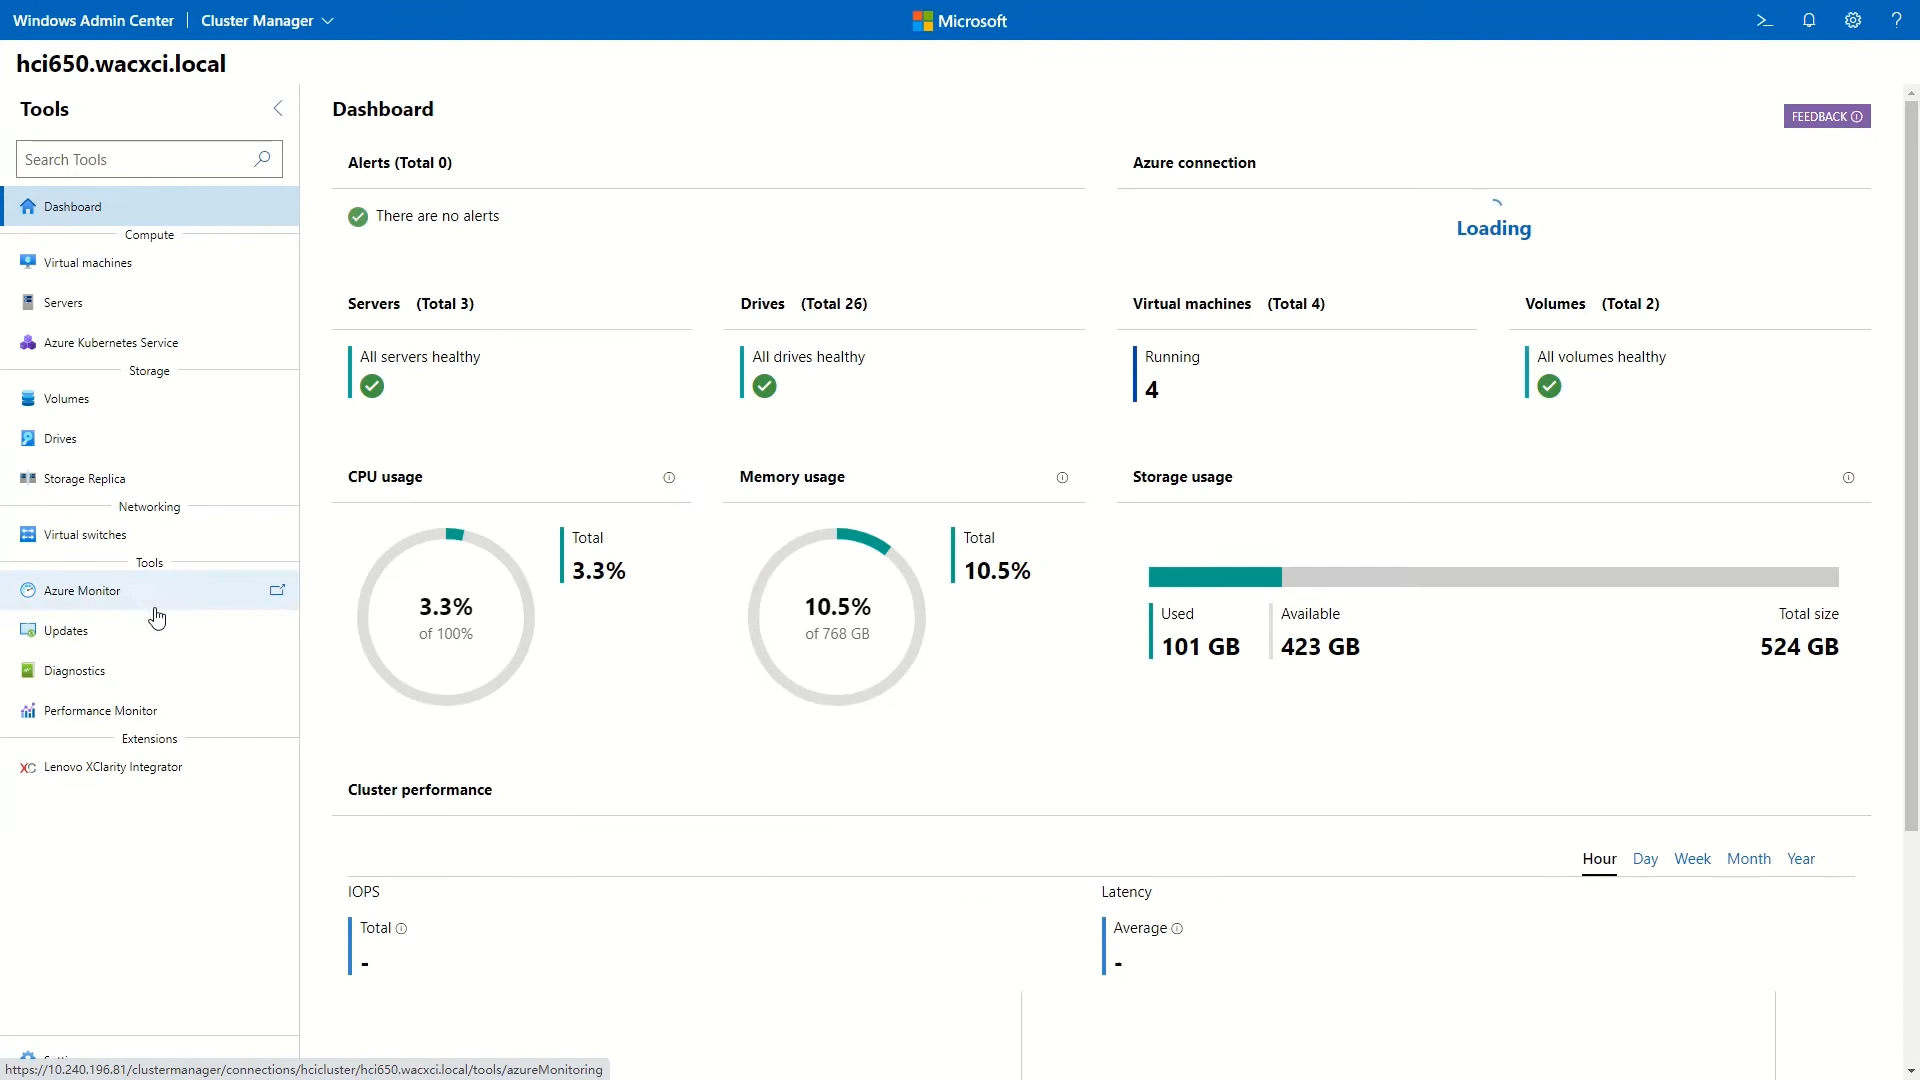 Windows Admin Center
Cluster Manager
Microsoft
hci650.wacxci.local
Tools
Search Tools
Dashboard
Compute
Virtual machines
Servers
Azure Kubernetes Service
Storage
Volumes
Drives
Storage Replica
Networking
Virtual switches
Tools
Azure Monitor
Updates
Diagnostics
Performance Monitor
Extensions
XC Lenovo XClarity Integrator
https://10.240.196.81/clustermanager/connections/hcicluster/hci650.wacxci.local/tools/azureMonitoring
Dashboard
FEEDBACK
Alerts (Total 0)
There are no alerts
Azure connection
Loading
Servers (Total 3)
All servers healthy
Drives (Total 26)
All drives healthy
Virtual machines (Total 4)
Running
4
Volumes (Total 2)
All volumes healthy
CPU usage
3.3%
of 100%
Total
3.3%
Memory usage
10.5%
of 768 GB
Total
10.5%
Storage usage
Used
101 GB
Available
423 GB
Total size
524 GB
Cluster performance
Hour Day Week Month Year
IOPS
Total
-
Latency
Average
-